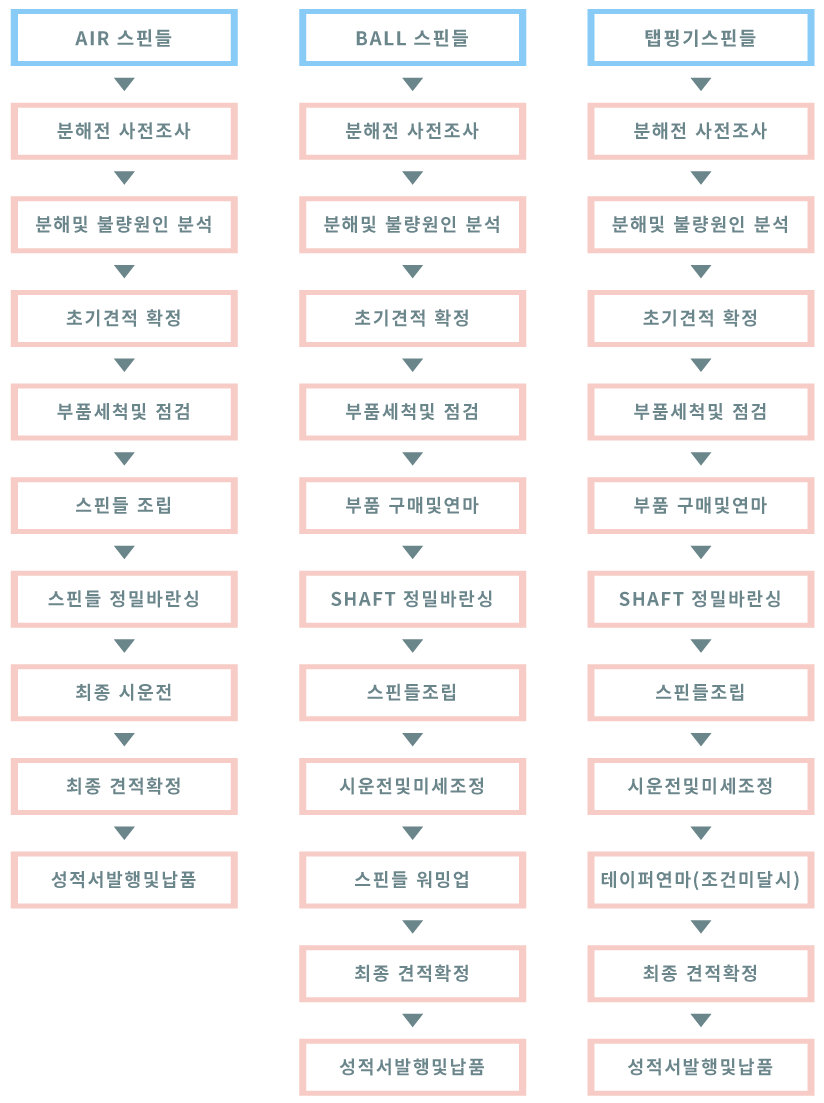 AIR 스핀들
분해전 사전조사
분해및 불량원인 분석
초기견적 확정
부품세척및 점검
스핀들 조립
스핀들 정밀바란싱
최종 시운전
최종 견적확정
성적서발행및납품
BALL 스핀들
분해전 사전조사
분해및 불량원인 분석
초기견적 확정
부품세척및 점검
부품 구매및연마
SHAFT 정밀바란싱
스핀들조립
시운전및미세조정
스핀들 워밍업
최종 견적확정
성적서발행및납품
탭핑기스핀들
분해전 사전조사
분해및 불량원인 분석
초기견적 확정
부품세척및 점검
부품 구매및연마
SHAFT 정밀바란싱
스핀들조립
시운전및미세조정
테이퍼연마(조건미달시)
최종 견적확정
성적서발행및납품